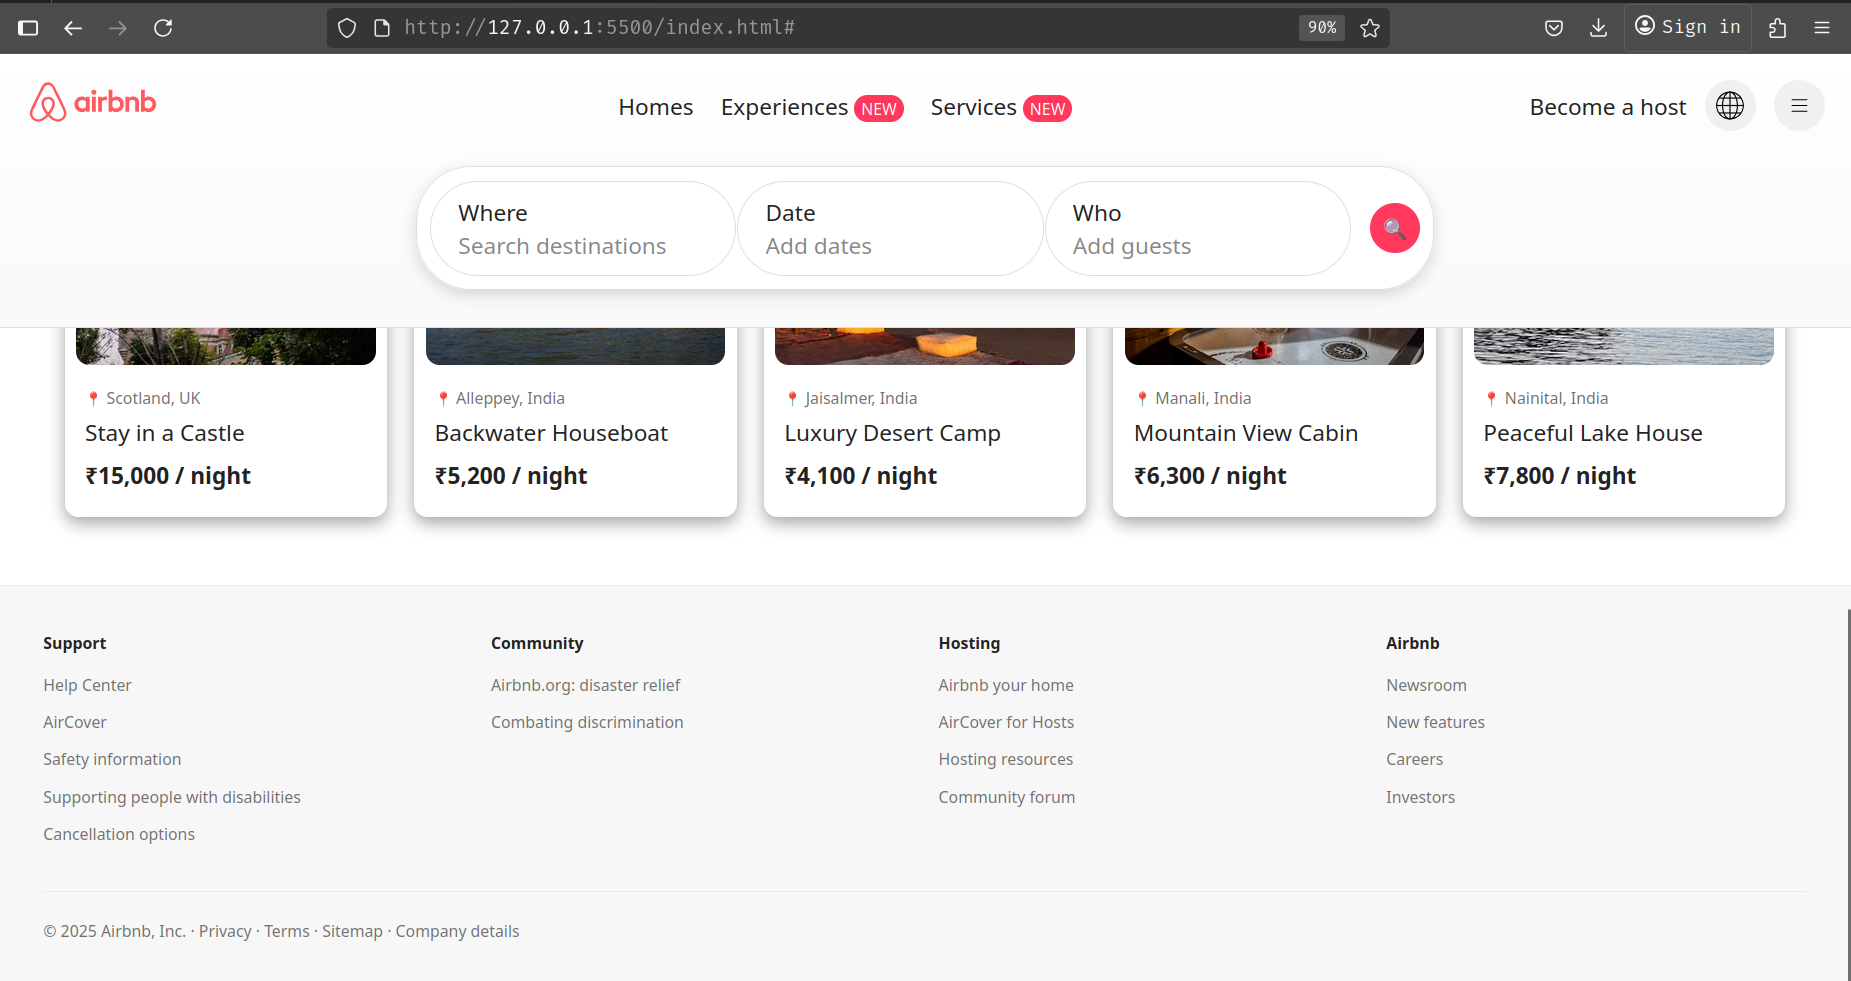 http://127.0.0.1:5500/index.html#
90%
Sign in
airbnb
Homes Experiences NEW Services NEW
Become a host
Where Date Who
Search destinations Add dates Add guests
Scotland, UK
Stay in a Castle
₹15,000 / night
Alleppey, India
Backwater Houseboat
₹5,200 / night
Jaisalmer, India
Luxury Desert Camp
₹4,100 / night
Manali, India
Mountain View Cabin
₹6,300 / night
Nainital, India
Peaceful Lake House
₹7,800 / night
Support
Help Center
AirCover
Safety information
Supporting people with disabilities
Cancellation options
Community
Airbnb.org: disaster relief
Combating discrimination
Hosting
Airbnb your home
AirCover for Hosts
Hosting resources
Community forum
Airbnb
Newsroom
New features
Careers
Investors
© 2025 Airbnb, Inc. · Privacy · Terms · Sitemap · Company details